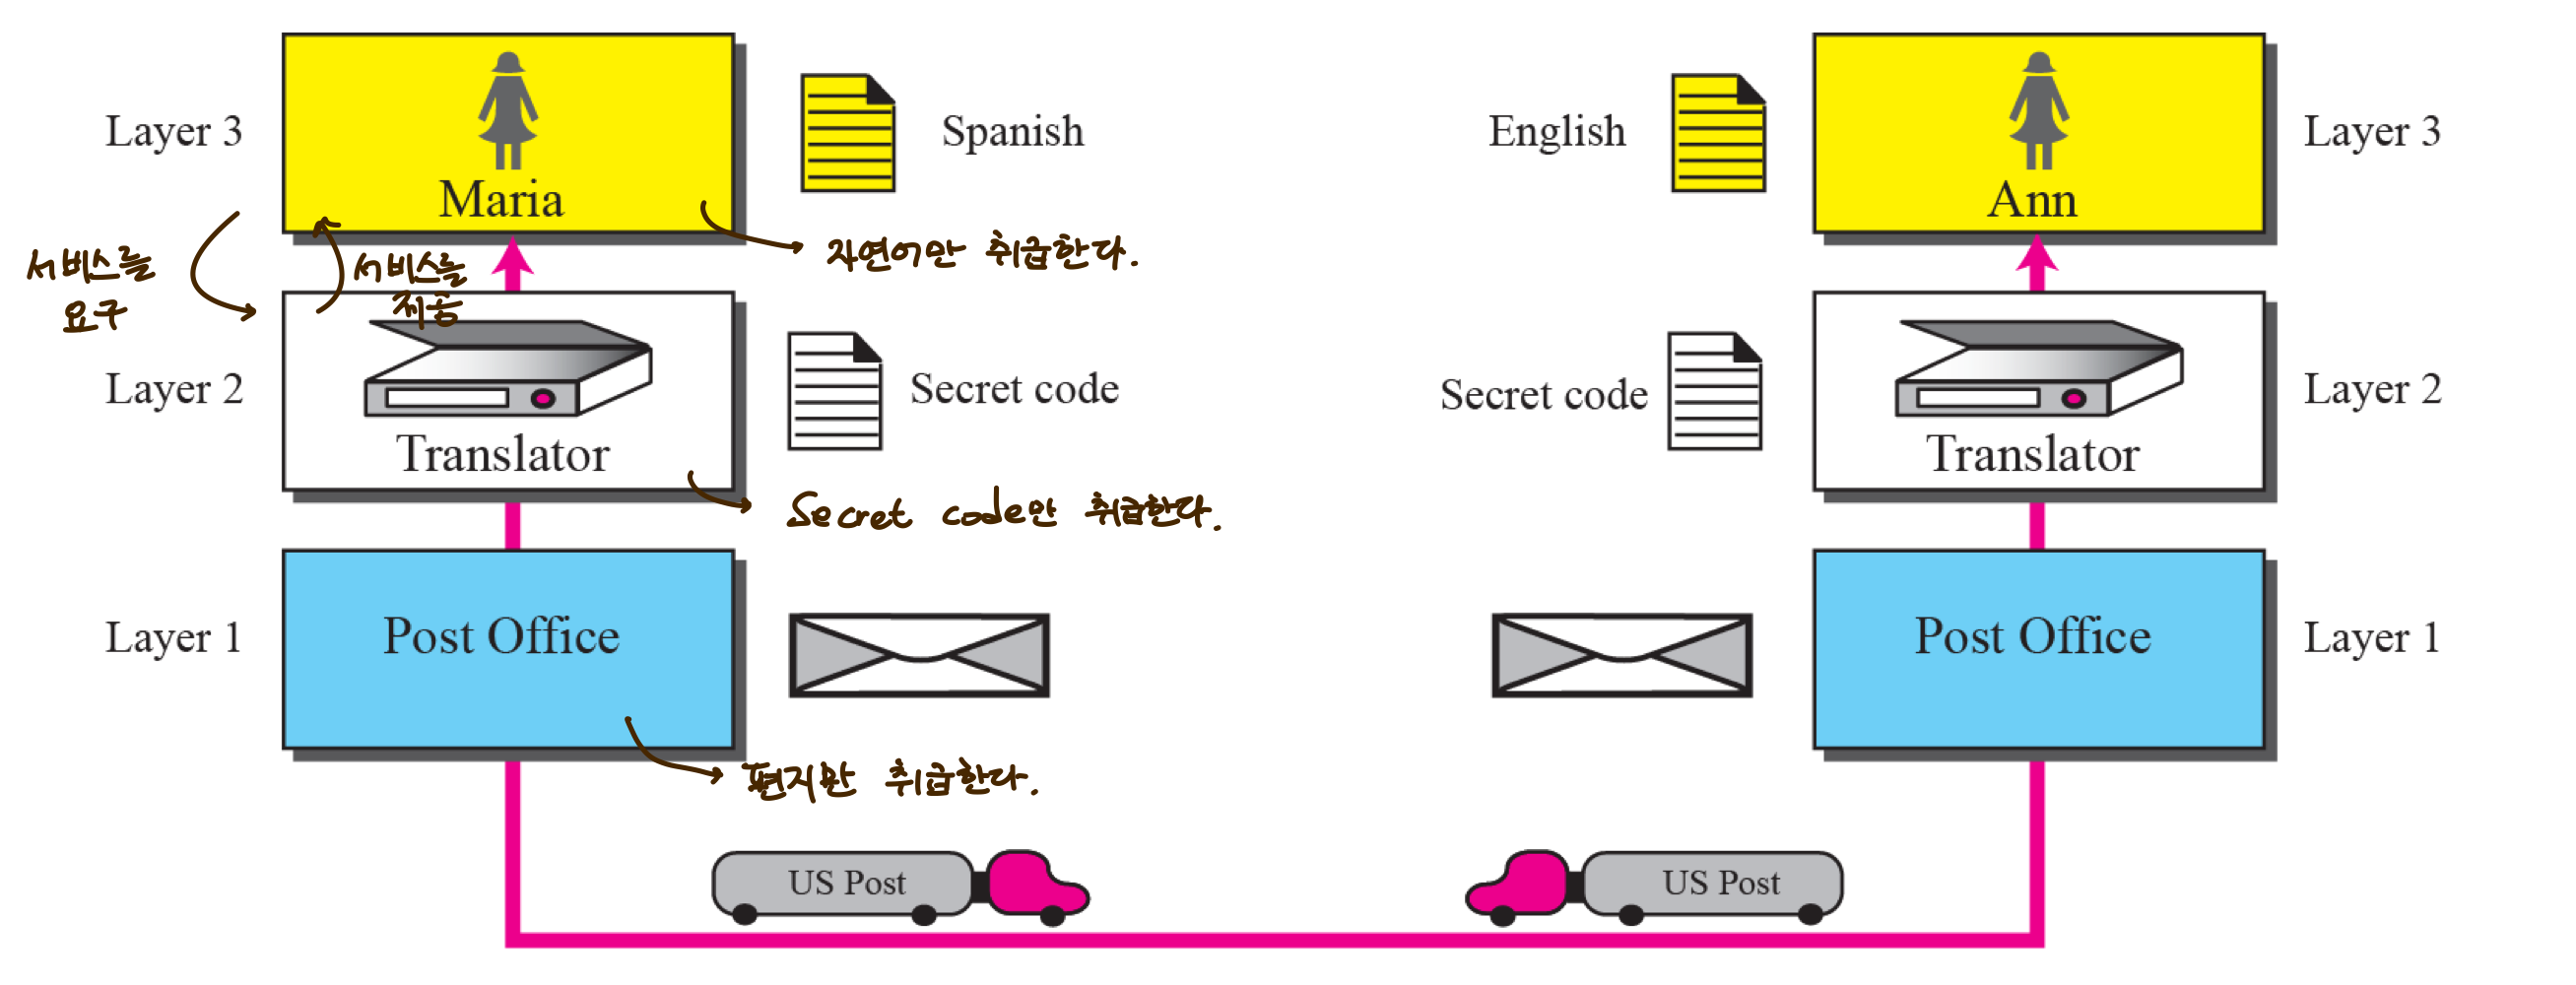 Layer 3
Maria
Spanish
English
Ann
Layer 3
서비스를
요구
서비스를
제공
자연어만 취급한다.
Layer 2
Translator
Secret code
Secret code
Translator
Layer 2
Secret code만 취급한다.
Layer 1
Post Office
Post Office
Layer 1
편지만 취급한다.
US Post
US Post